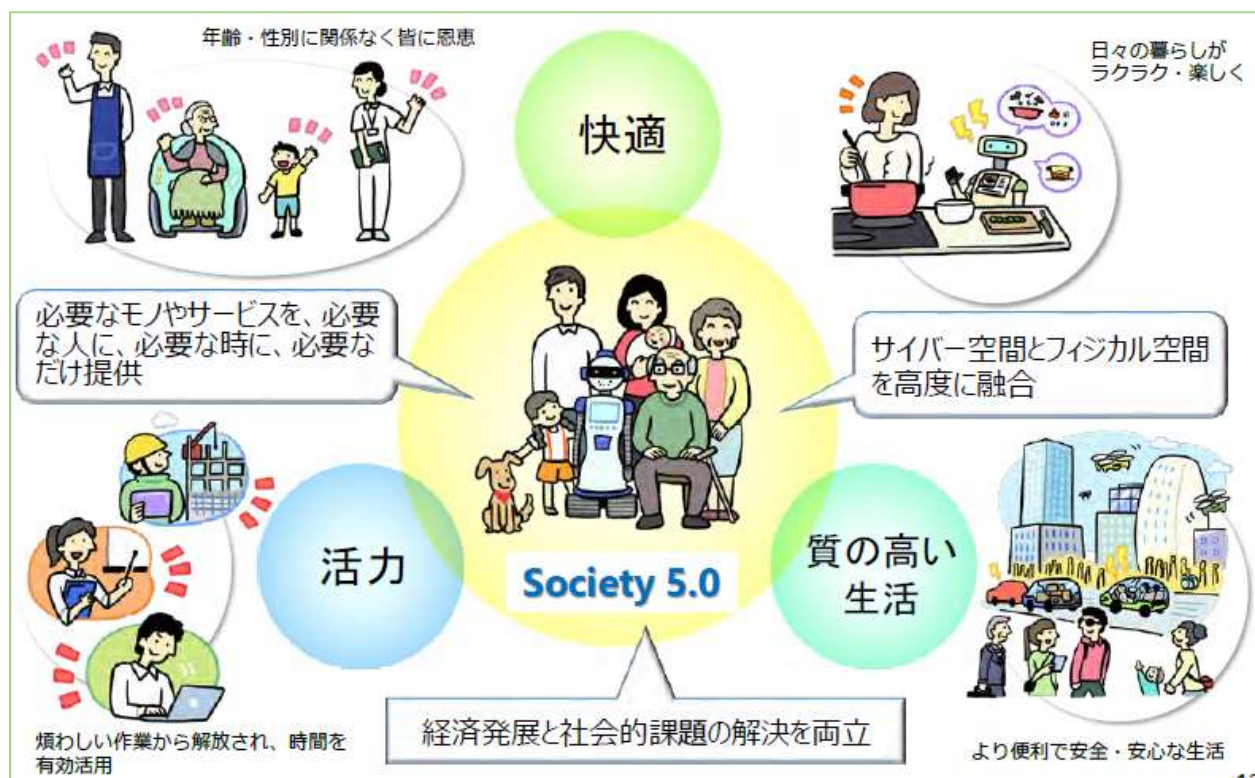 年齢・性別に関係なく皆に恩恵
快適
日々の暮らしが
ラクラク・楽しく
必要なモノやサービスを、必要
な人に、必要な時に、必要な
だけ提供
サイバー空間とフィジカル空間
を高度に融合
活力
Society 5.0
質の高い
生活
煩わしい作業から解放され、時間を
有効活用
経済発展と社会的課題の解決を両立
より便利で安全・安心な生活